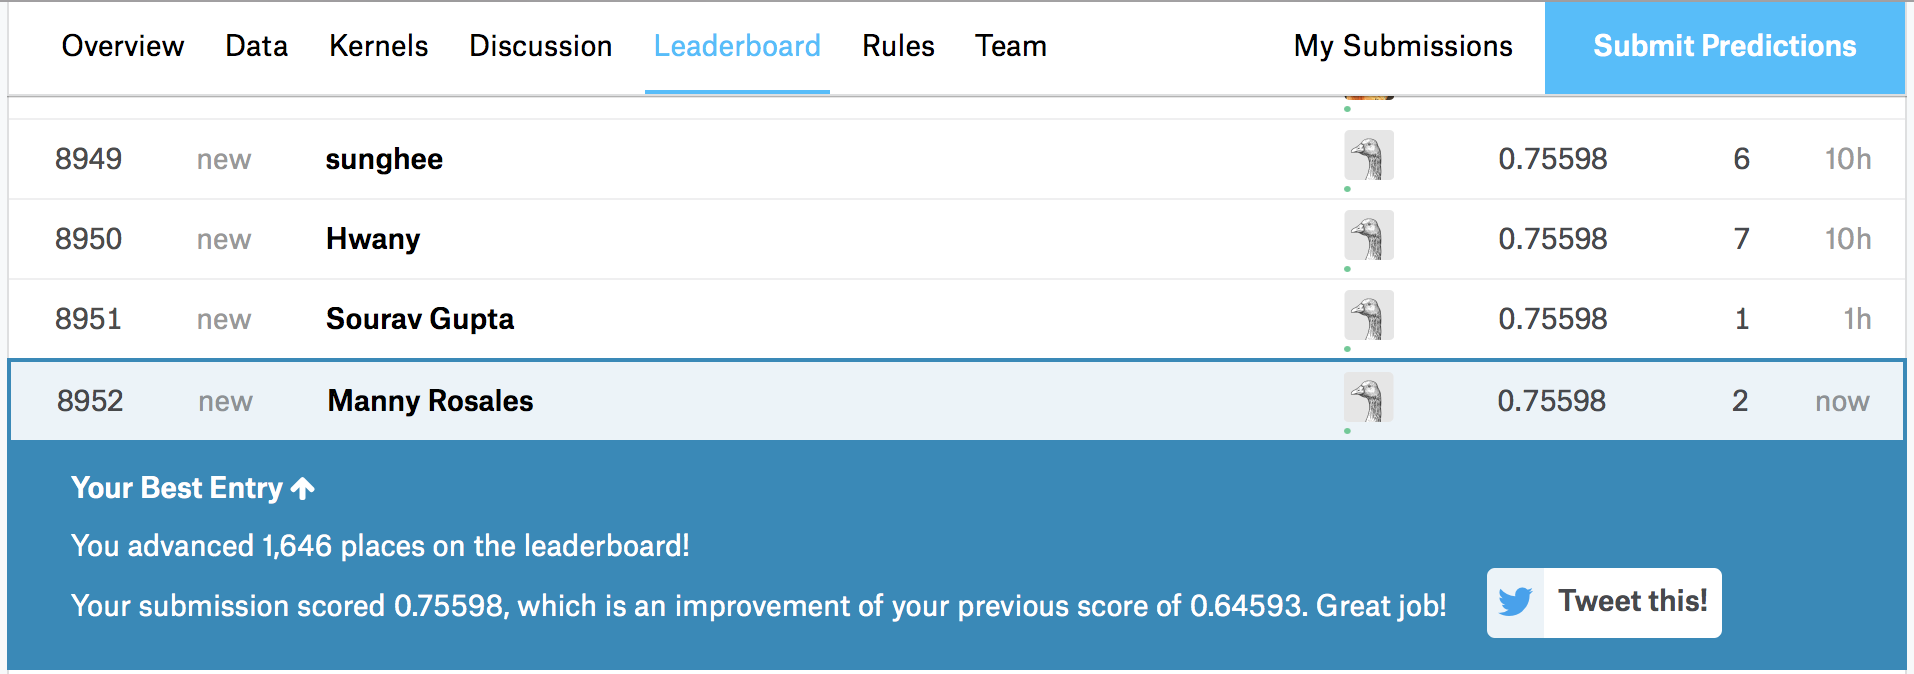 Overview Data Kernels Discussion Leaderboard Rules Team My Submissions Submit Predictions
8949 new sunghee 0.75598 6 10h
8950 new Hwany 0.75598 7 10h
8951 new Sourav Gupta 0.75598 1 1h
8952 new Manny Rosales 0.75598 2 now
Your Best Entry ↑
You advanced 1,646 places on the leaderboard!
Your submission scored 0.75598, which is an improvement of your previous score of 0.64593. Great job! Tweet this!